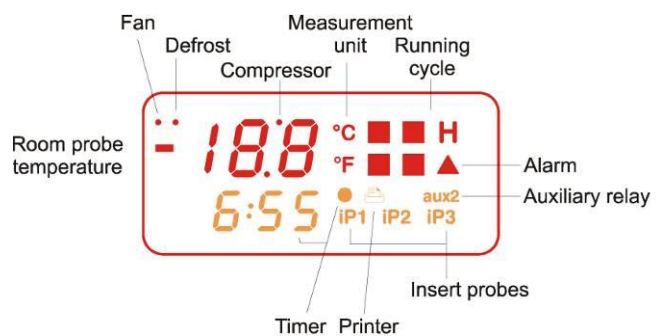 Fan
Defrost
Compressor
Measurement
unit
Running
cycle
Room probe
temperature
-18.8
°C
H
°F
Alarm
6:55
aux2
Auxiliary relay
iP1 iP2 iP3
Insert probes
Timer
Printer